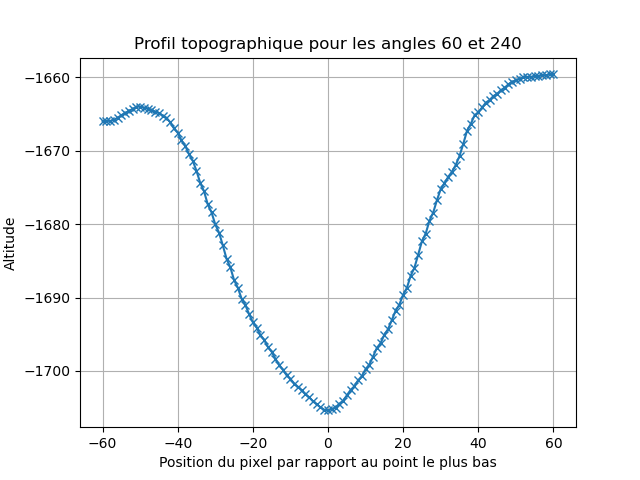 Profil topographique pour les angles 60 et 240
−1660
−1670
−1680
−1690
−1700
Altitude
−60 −40 −20 0 20 40 60
Position du pixel par rapport au point le plus bas